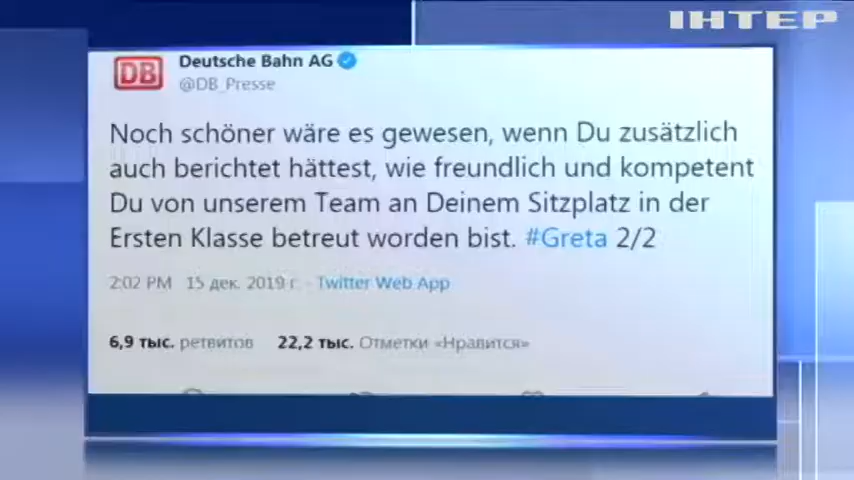 ІНТЕР
DB
Deutsche Bahn AG
@DB_Presse
Noch schöner wäre es gewesen, wenn Du zusätzlich
auch berichtet hättest, wie freundlich und kompetent
Du von unserem Team an Deinem Sitzplatz in der
Ersten Klasse betreut worden bist. #Greta 2/2
2:02 PM 15 дек. 2019 г. · Twitter Web App
6,9 тыс. ретвитов 22,2 тыс. Отметки «Нравится»